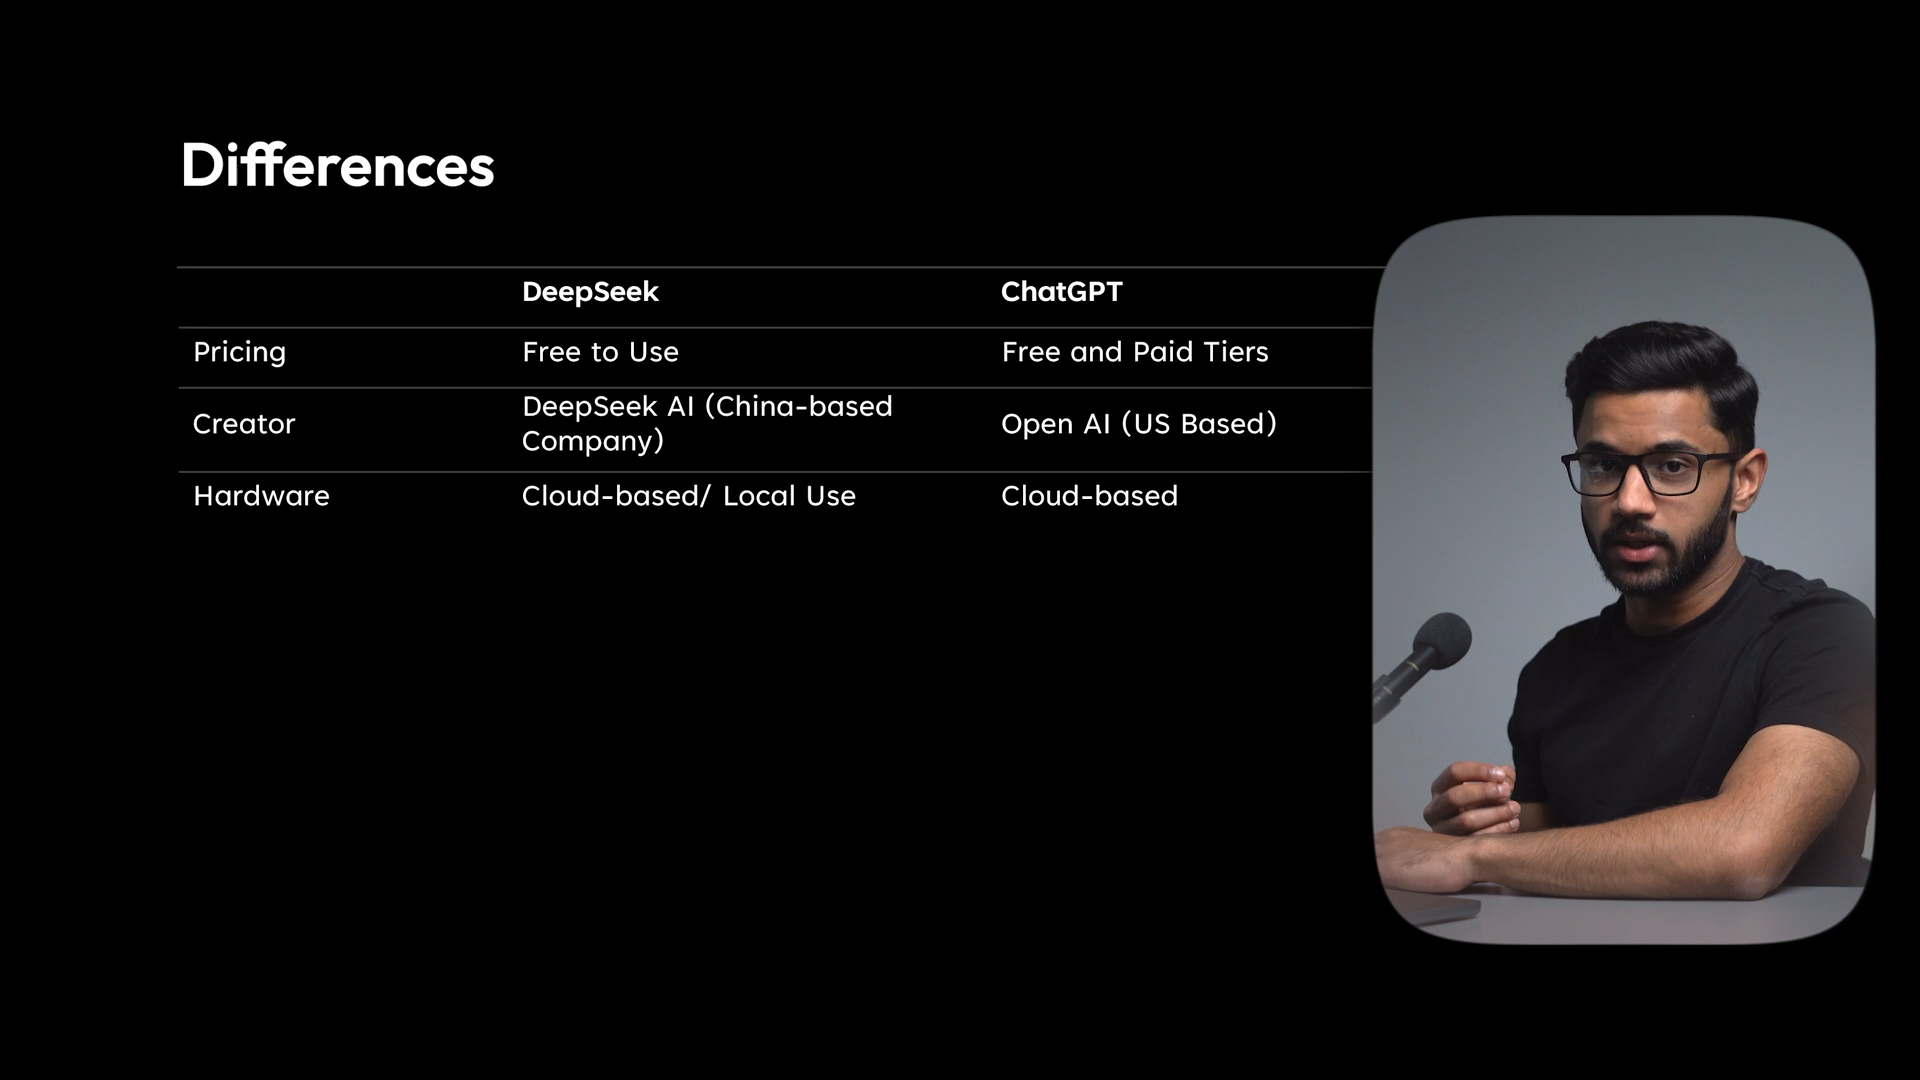 Differences
DeepSeek ChatGPT
Pricing Free to Use Free and Paid Tiers
Creator DeepSeek AI (China-based
Company) Open AI (US Based)
Hardware Cloud-based/ Local Use Cloud-based